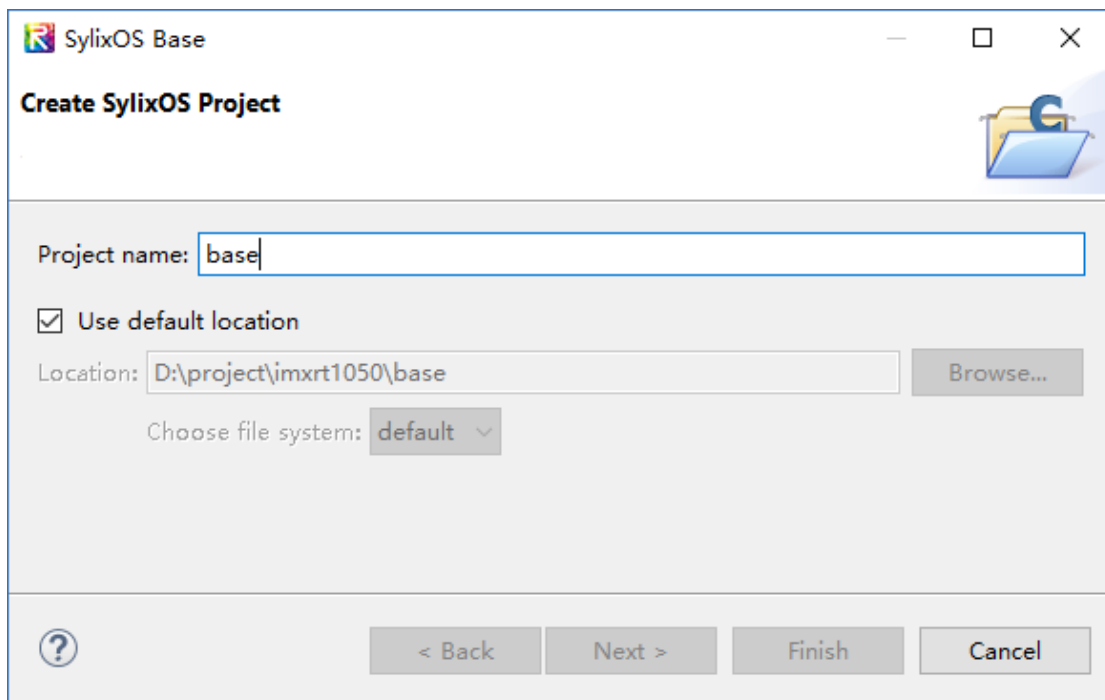 SylixOS Base
Create SylixOS Project
Project name: base
Use default location
Location: D:\project\imxrt1050\base Browse...
Choose file system: default
? < Back Next > Finish Cancel